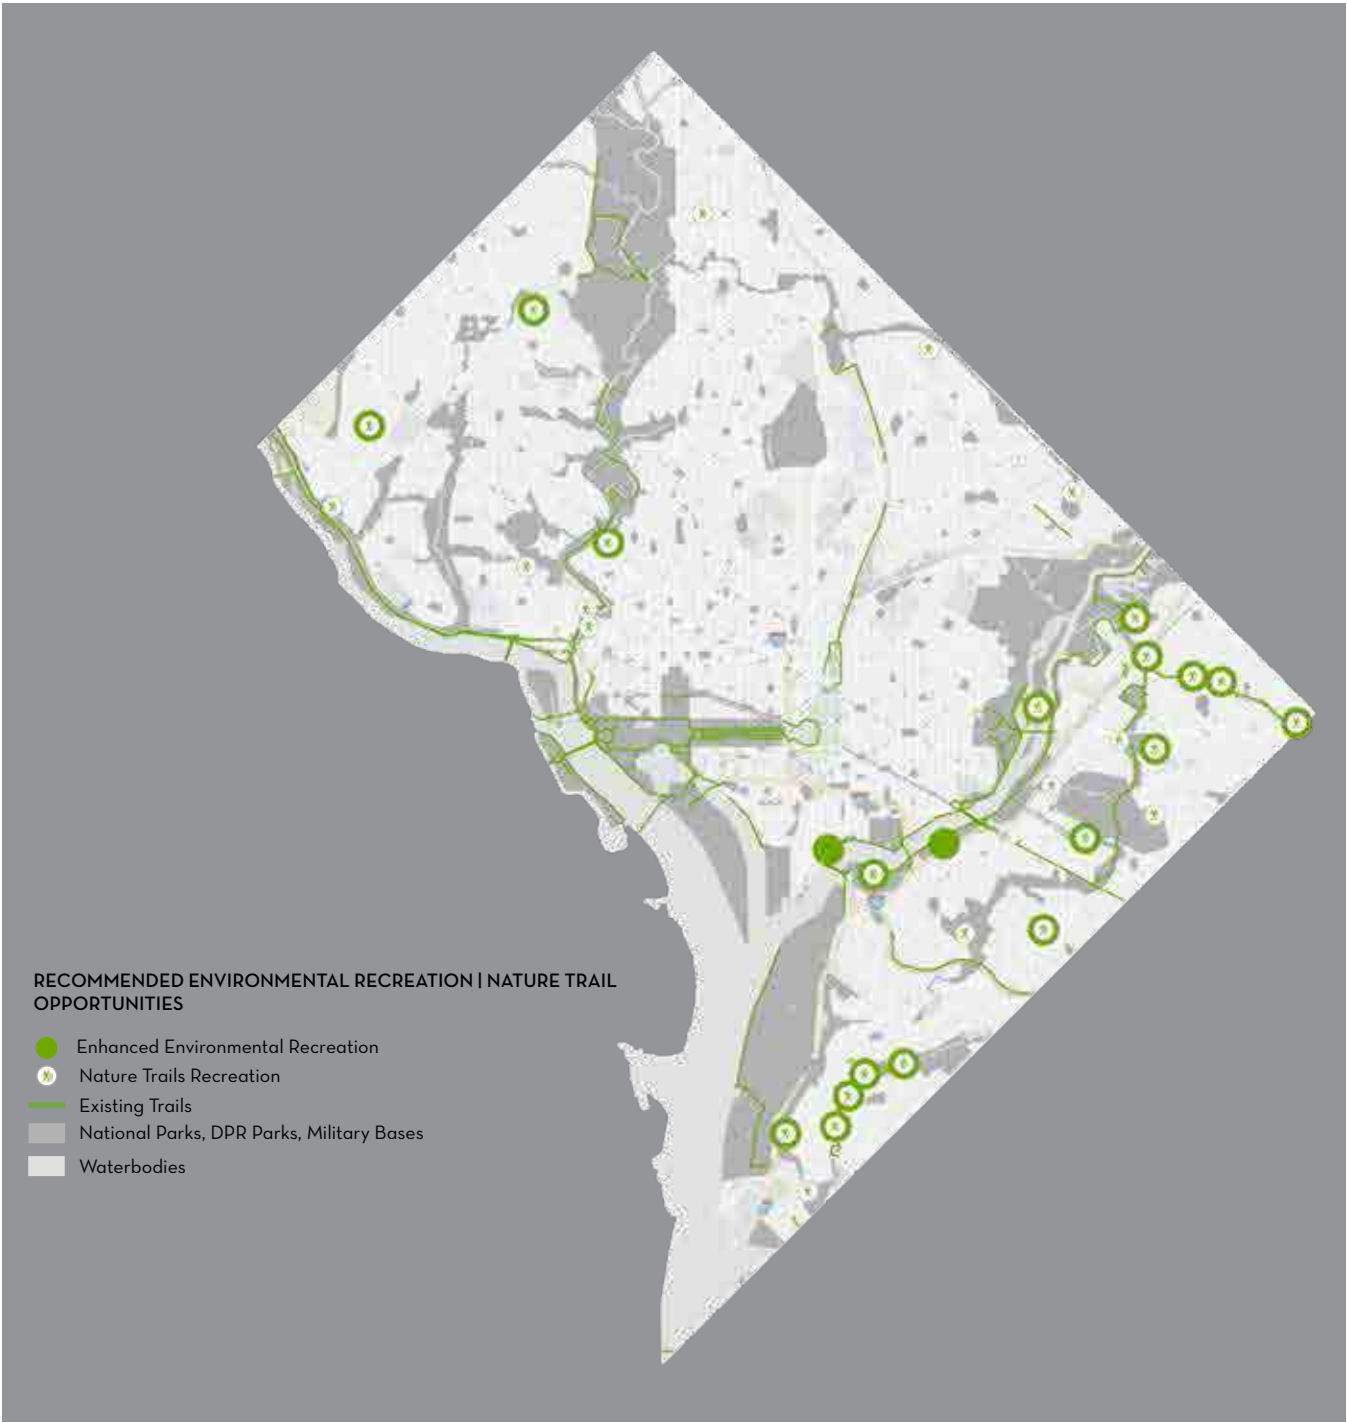 RECOMMENDED ENVIRONMENTAL RECREATION | NATURE TRAIL
OPPORTUNITIES
Enhanced Environmental Recreation
Nature Trails Recreation
Existing Trails
National Parks, DPR Parks, Military Bases
Waterbodies